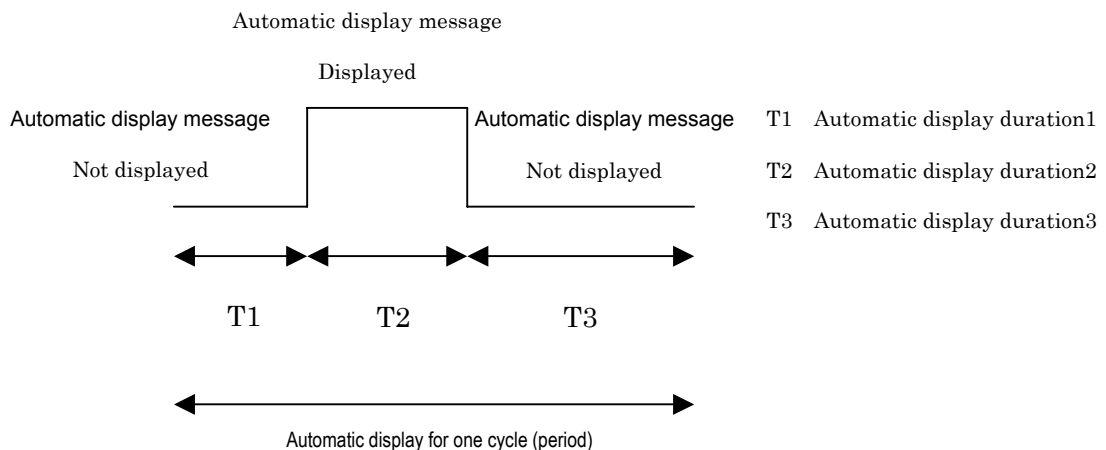 Automatic display message
Displayed
Automatic display message
Not displayed
Automatic display message
Not displayed
T1 Automatic display duration1
T2 Automatic display duration2
T3 Automatic display duration3
T1
T2
T3
Automatic display for one cycle (period)